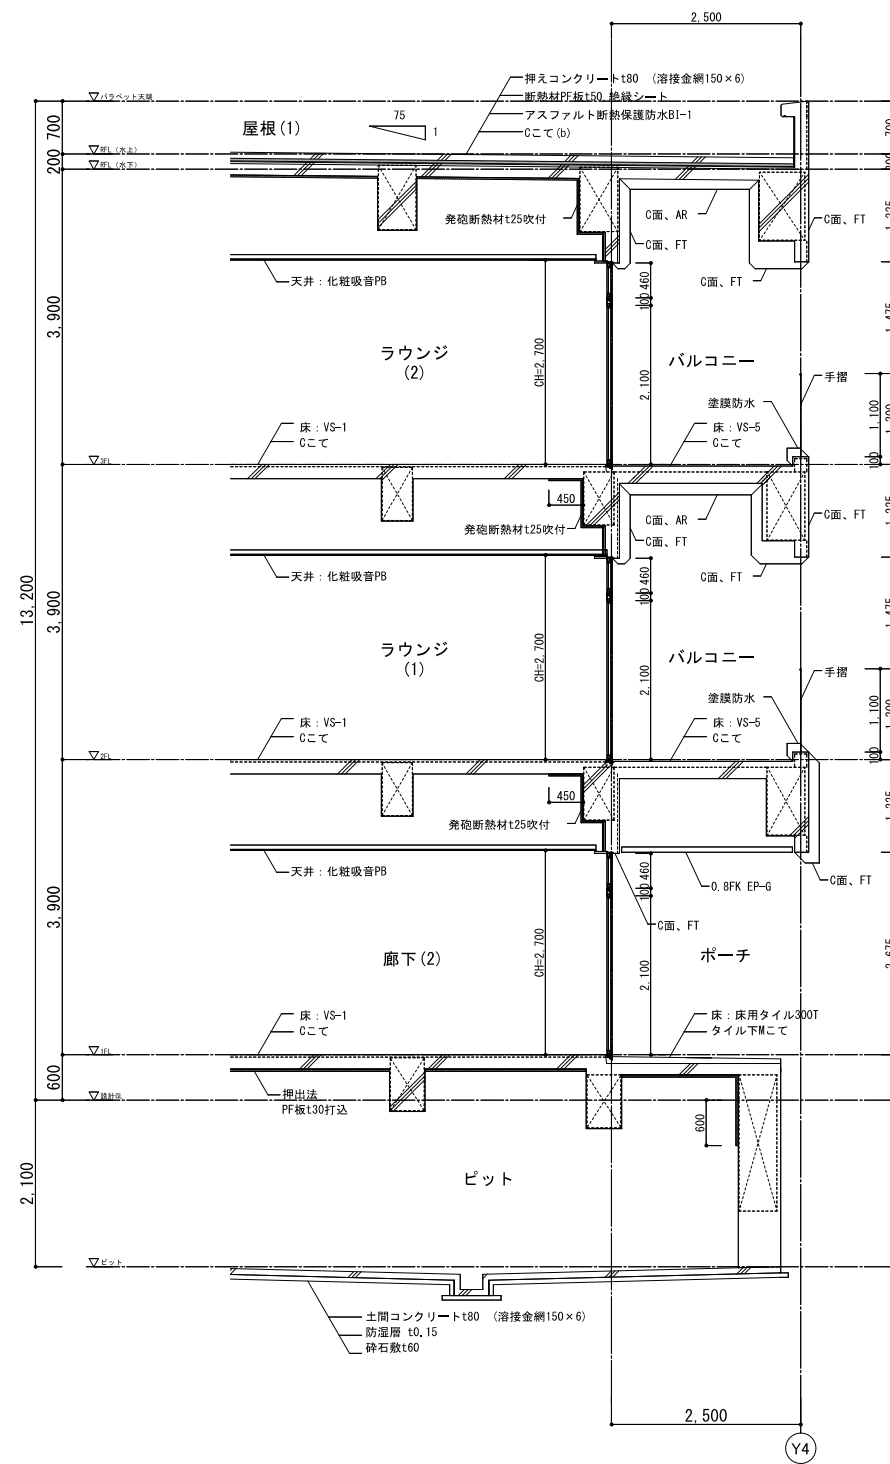 2,500
押えコンクリートt80 (溶接金網150×6)
断熱材PF板t50 絶縁シート
アスファルト断熱保護防水BI-1
Cこて(b)
パラペット天端
屋根(1)
75
1
700
200
RFL (水上)
RFL (水下)
発砲断熱材t25吹付
C面、AR
C面、FT
C面、FT
C面、FT
天井：化粧吸音PB
3,900
ラウンジ
(2)
CH=2,700
460
100
2,100
バルコニー
手摺
塗膜防水
1,100
100
床：VS-1
Cこて
床：VS-5
Cこて
3FL
450
発砲断熱材t25吹付
C面、AR
C面、FT
C面、FT
C面、FT
天井：化粧吸音PB
13,200
3,900
ラウンジ
(1)
CH=2,700
460
100
2,100
バルコニー
手摺
塗膜防水
1,100
100
床：VS-1
Cこて
床：VS-5
Cこて
2FL
450
発砲断熱材t25吹付
天井：化粧吸音PB
0.8FK EP-G
C面、FT
C面、FT
3,900
廊下(2)
CH=2,700
460
100
2,100
ポーチ
床：VS-1
Cこて
床：床用タイル300T
タイル下Mこて
1FL
600
設計GL
押出法
PF板t30打込
600
2,100
ピット
ピット
土間コンクリートt80 (溶接金網150×6)
防湿層 t0.15
砕石敷t60
2,500
Y4